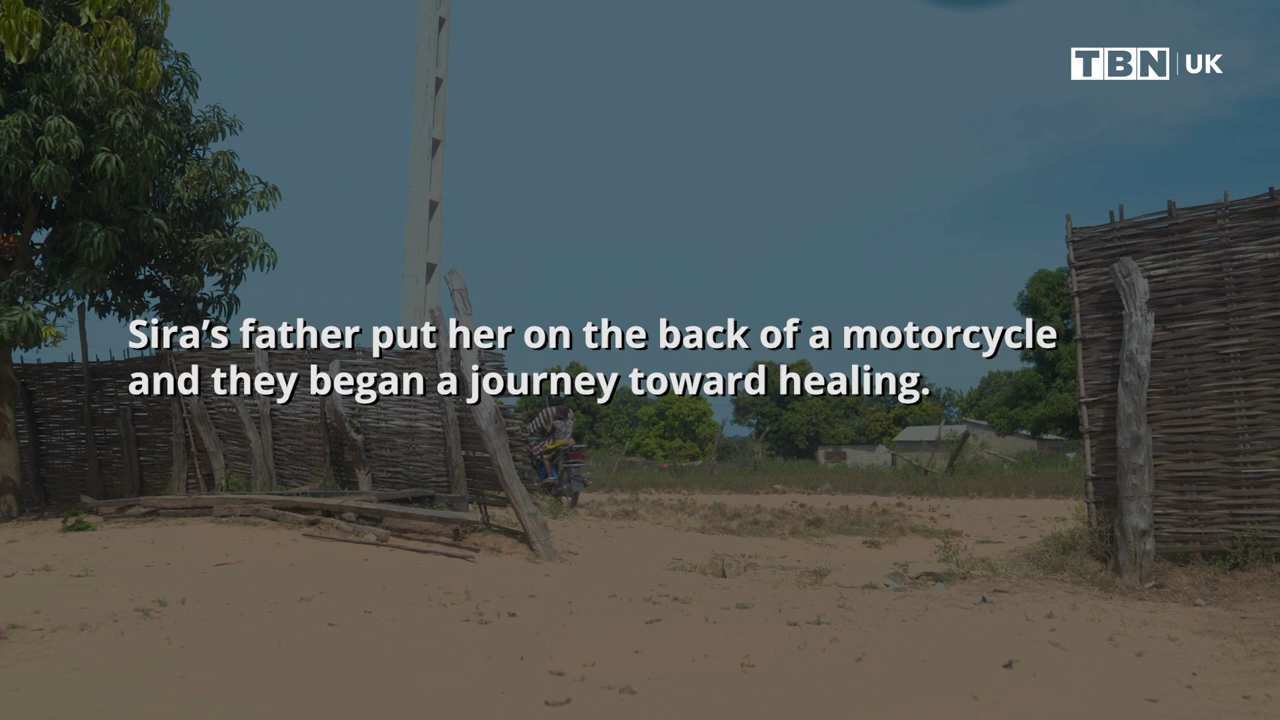 TBN UK
Sira’s father put her on the back of a motorcycle
and they began a journey toward healing.